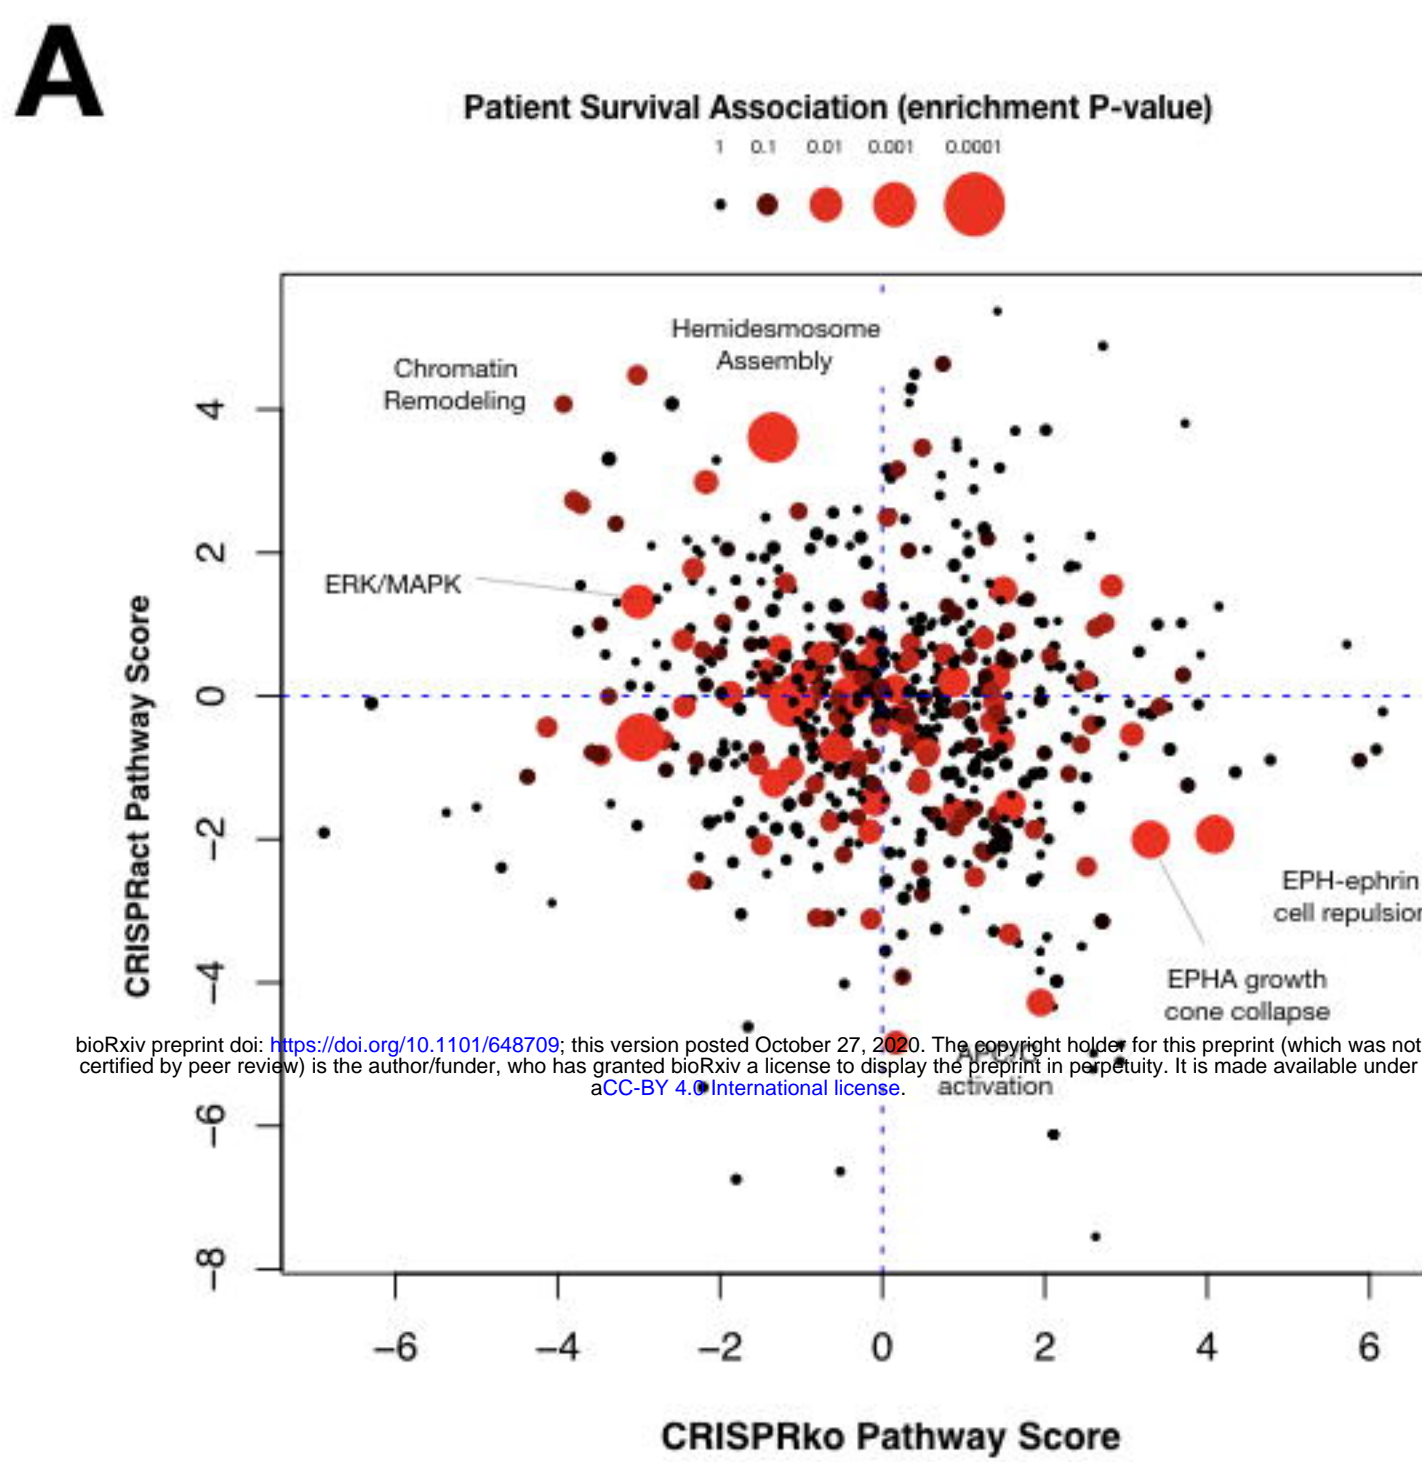 A
Patient Survival Association (enrichment P-value)
1 0.1 0.01 0.001 0.0001
Hemidesmosome
Assembly
Chromatin
Remodeling
ERK/MAPK
EPH-ephrin
cell repulsion
EPHA growth
cone collapse
APC/C
activation
CRISPRact Pathway Score
4
2
0
−2
−4
−6
−8
−6 −4 −2 0 2 4 6
CRISPRko Pathway Score
bioRxiv preprint doi: https://doi.org/10.1101/648709; this version posted October 27, 2020. The copyright holder for this preprint (which was not
certified by peer review) is the author/funder, who has granted bioRxiv a license to display the preprint in perpetuity. It is made available under
aCC-BY 4.0 International license.